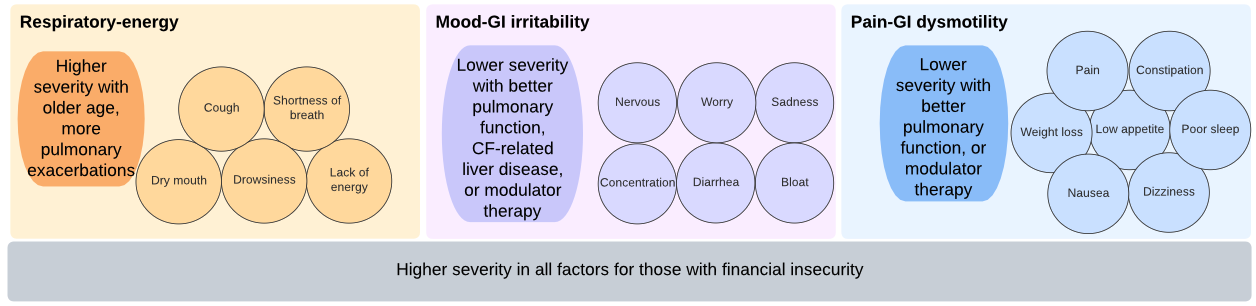 Respiratory-energy
Higher
severity with
older age,
more
pulmonary
exacerbations
Cough
Shortness of
breath
Dry mouth
Drowsiness
Lack of
energy
Mood-GI irritability
Lower severity
with better
pulmonary
function,
CF-related
liver disease,
or modulator
therapy
Nervous
Worry
Sadness
Concentration
Diarrhea
Bloat
Pain-GI dysmotility
Lower
severity with
better
pulmonary
function, or
modulator
therapy
Pain
Constipation
Weight loss
Low appetite
Poor sleep
Nausea
Dizziness
Higher severity in all factors for those with financial insecurity